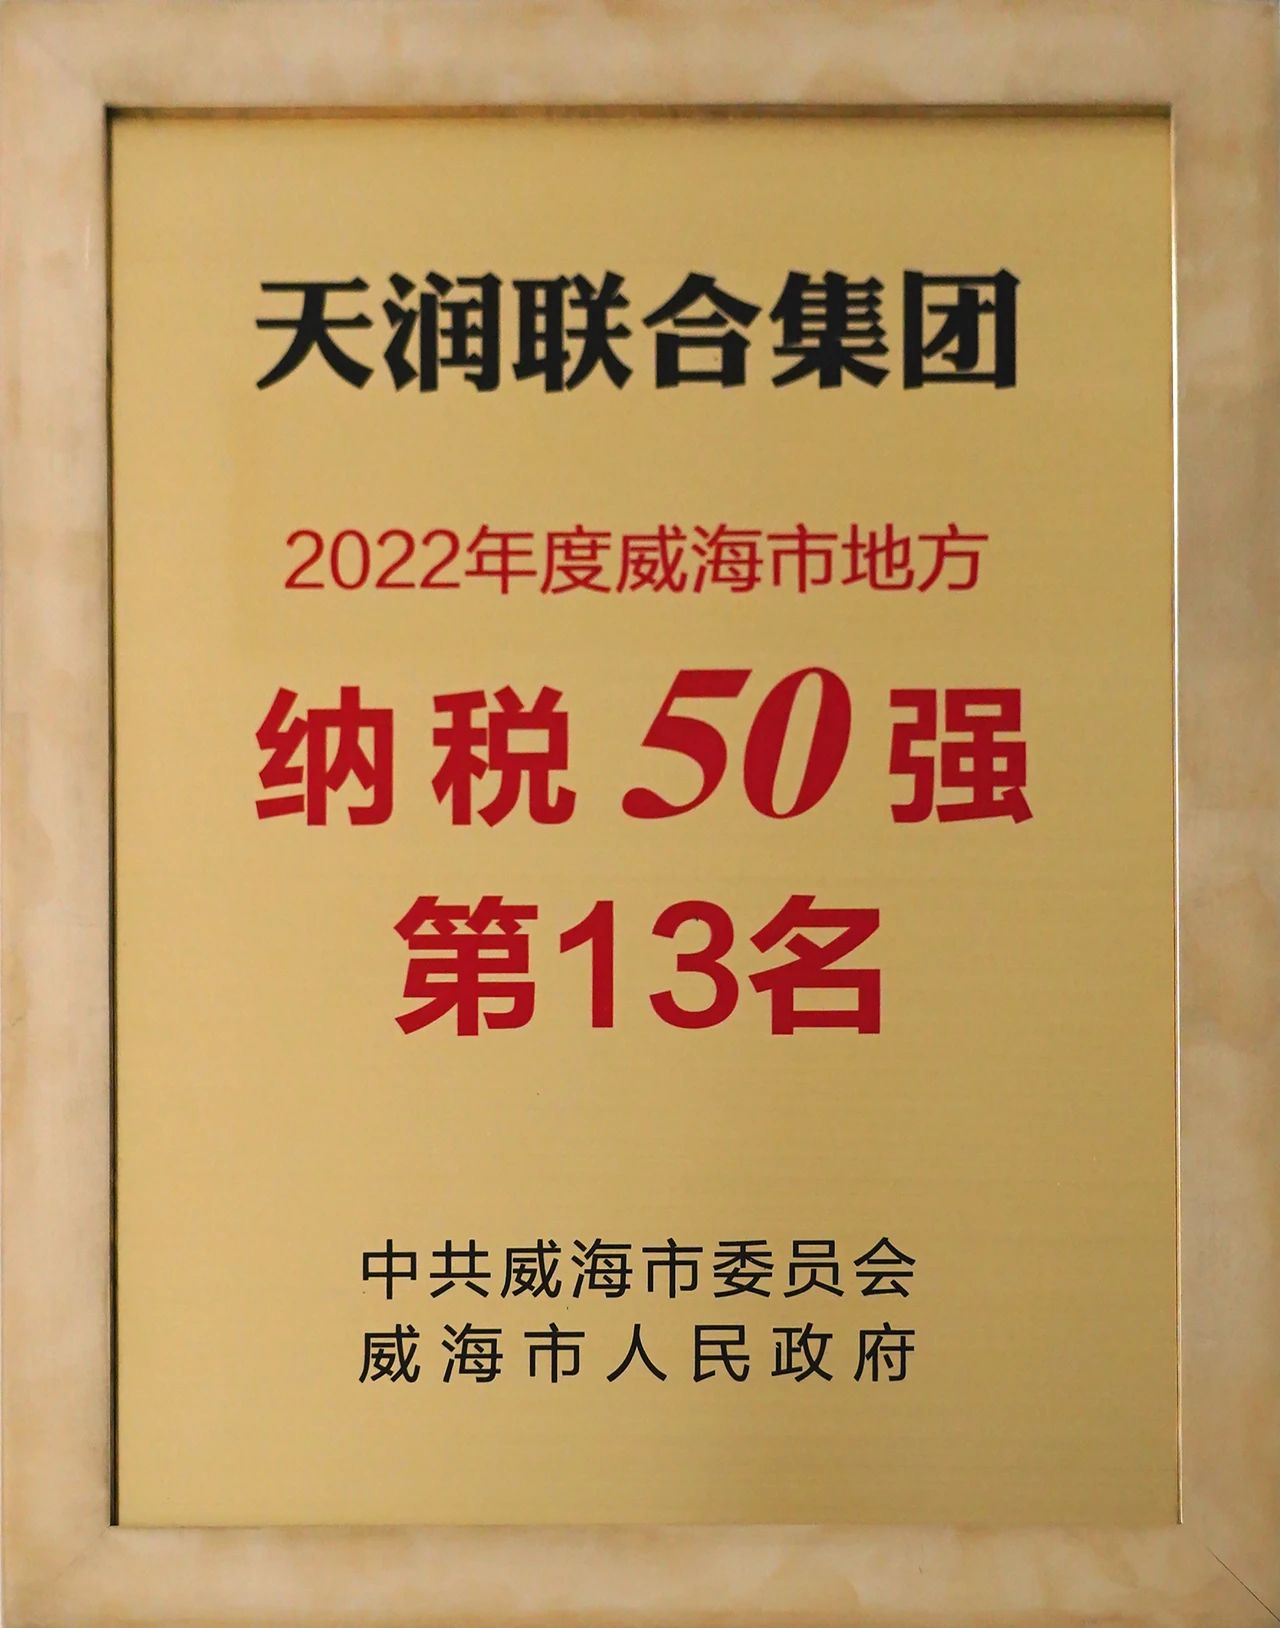 天润联合集团
2022年度威海市地方
纳税50强
第13名
中共威海市委员会
威海市人民政府